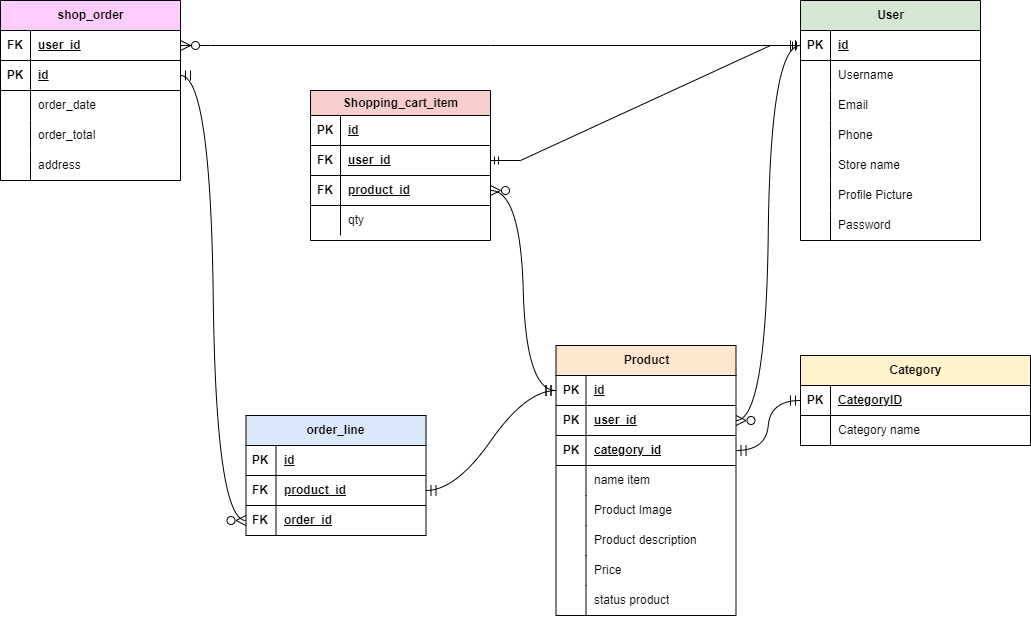 shop_order
FK user_id
PK id
order_date
order_total
address
User
PK id
Username
Email
Phone
Store name
Profile Picture
Password
Shopping_cart_item
PK id
FK user_id
FK product_id
qty
Product
PK id
PK user_id
PK category_id
name item
Product Image
Product description
Price
status product
Category
PK CategoryID
Category name
order_line
PK id
FK product_id
FK order_id